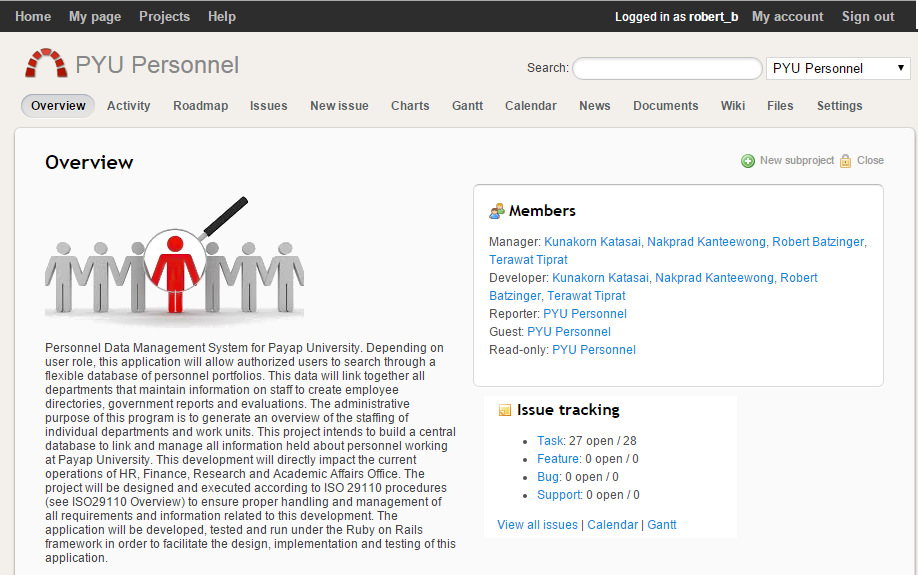 Home My page Projects Help Logged in as robert_b My account Sign out
PYU Personnel
Search: PYU Personnel
Overview Activity Roadmap Issues New issue Charts Gantt Calendar News Documents Wiki Files Settings
Overview
New subproject Close
Personnel Data Management System for Payap University. Depending on
user role, this application will allow authorized users to search through a
flexible database of personnel portfolios. This data will link together all
departments that maintain information on staff to create employee
directories, government reports and evaluations. The administrative
purpose of this program is to generate an overview of the staffing of
individual departments and work units. This project intends to build a central
database to link and manage all information held about personnel working
at Payap University. This development will directly impact the current
operations of HR, Finance, Research and Academic Affairs Office. The
project will be designed and executed according to ISO 29110 procedures
(see ISO29110 Overview) to ensure proper handling and management of
all requirements and information related to this development. The
application will be developed, tested and run under the Ruby on Rails
framework in order to facilitate the design, implementation and testing of this
application.
Members
Manager: Kunakorn Katasai, Nakprad Kanteewong, Robert Batzinger,
Terawat Tiprat
Developer: Kunakorn Katasai, Nakprad Kanteewong, Robert
Batzinger, Terawat Tiprat
Reporter: PYU Personnel
Guest: PYU Personnel
Read-only: PYU Personnel
Issue tracking
• Task: 27 open / 28
• Feature: 0 open / 0
• Bug: 0 open / 0
• Support: 0 open / 0
View all issues | Calendar | Gantt